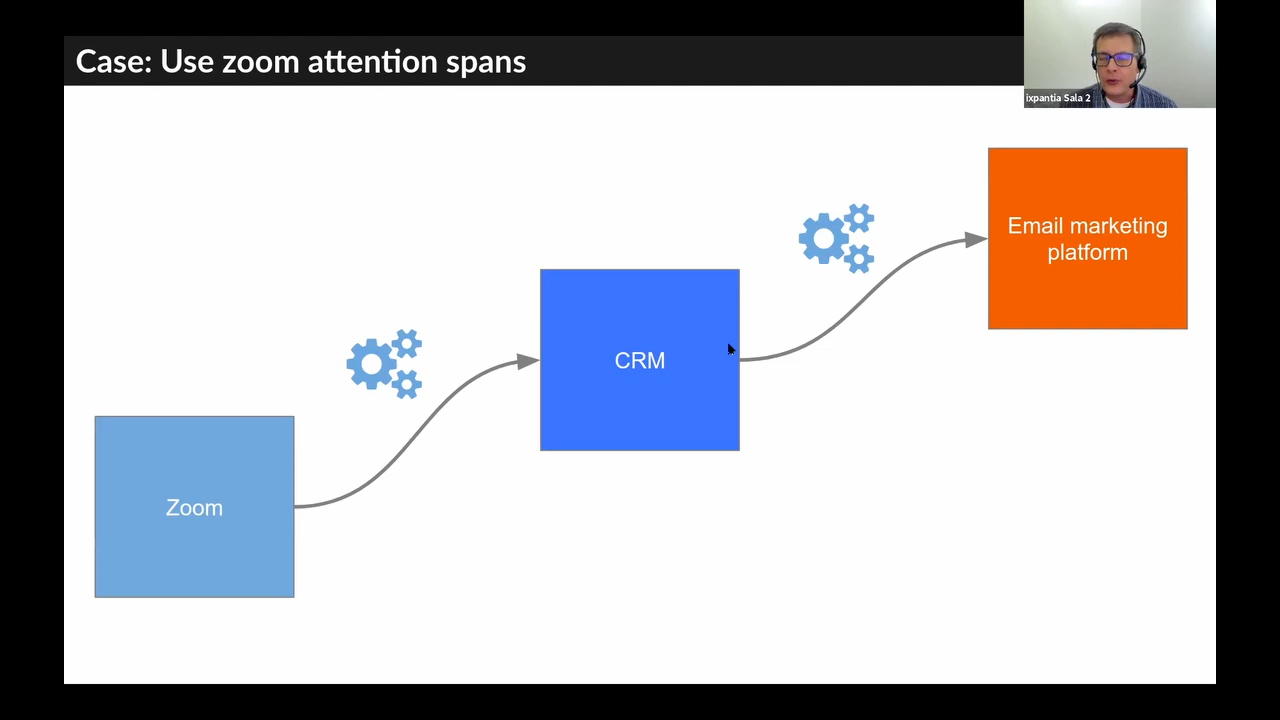 Case: Use zoom attention spans
ixpantia Sala 2
Email marketing
platform
CRM
Zoom